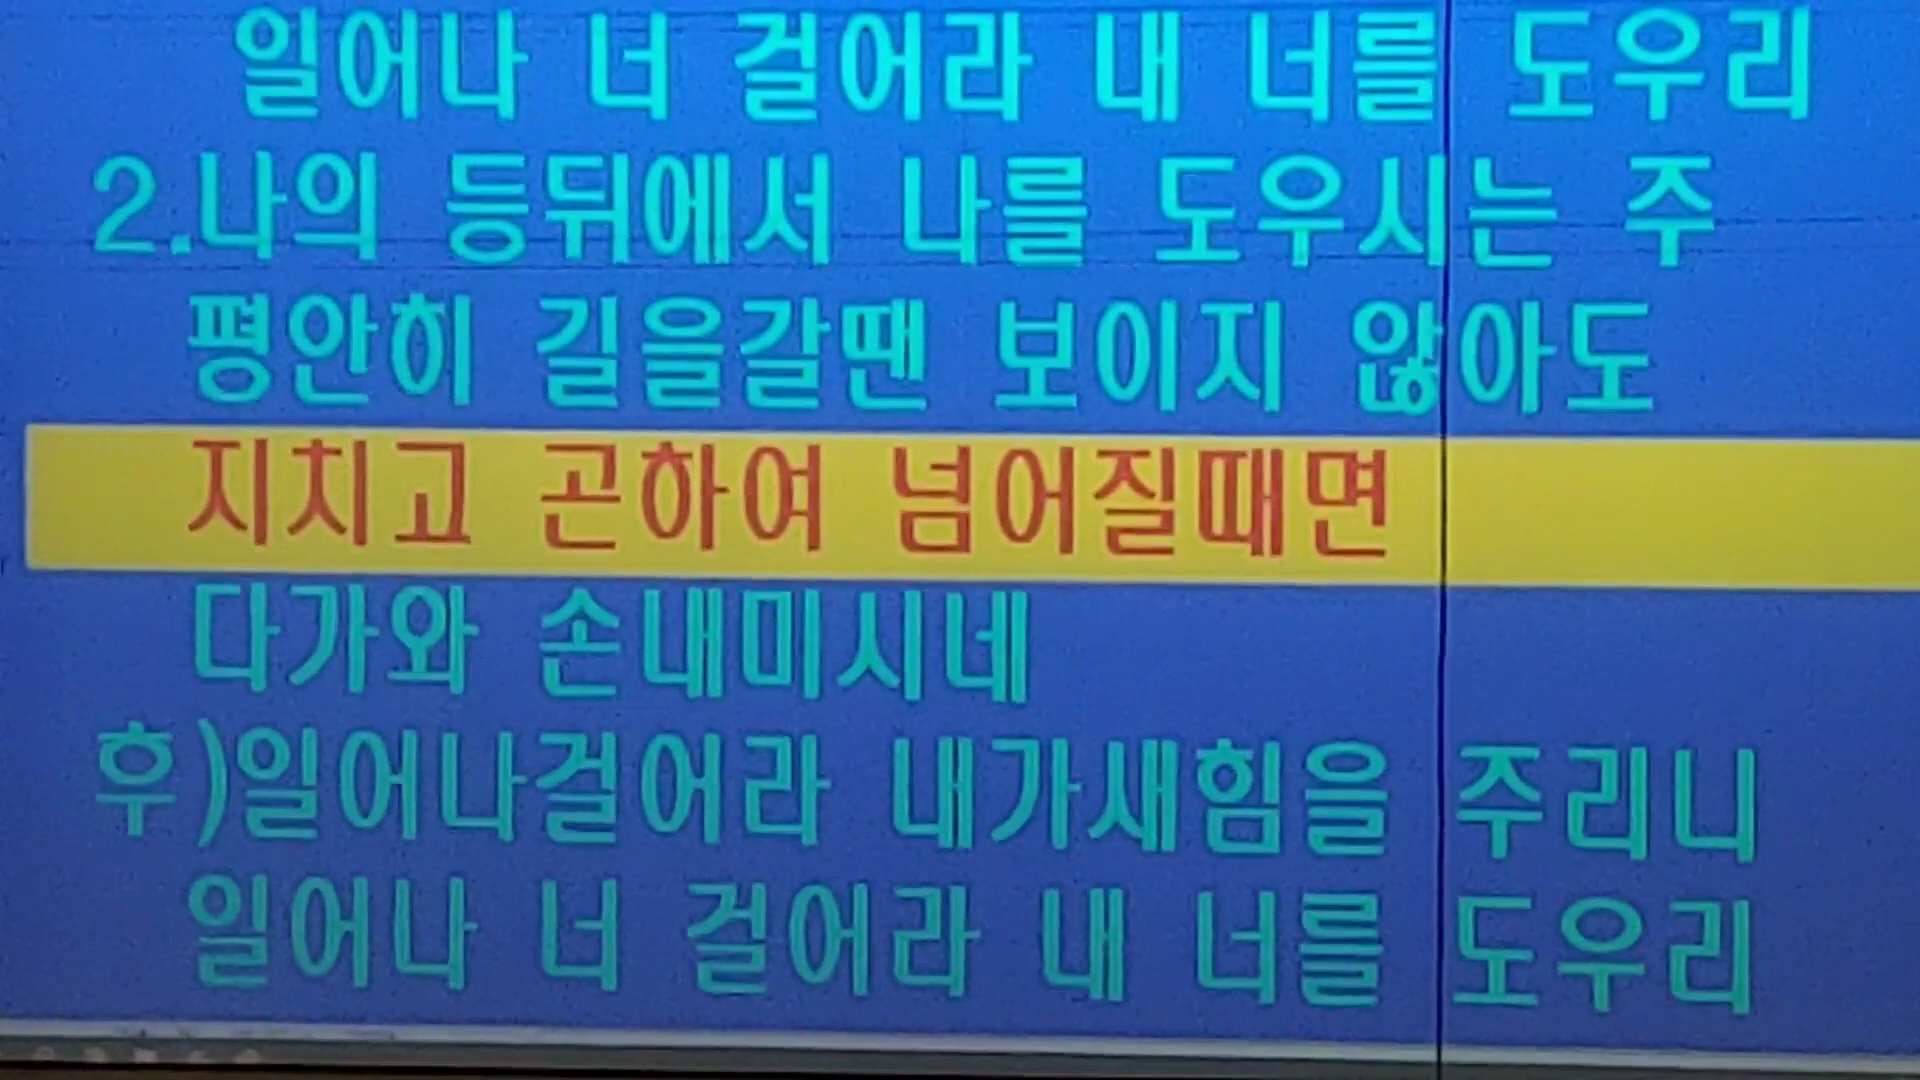 일어나 너 걸어라 내 너를 도우리
2.나의 등뒤에서 나를 도우시는 주
평안히 길을갈땐 보이지 않아도
지치고 곤하여 넘어질때면
다가와 손내미시네
후)일어나걸어라 내가새힘을 주리니
일어나 너 걸어라 내 너를 도우리